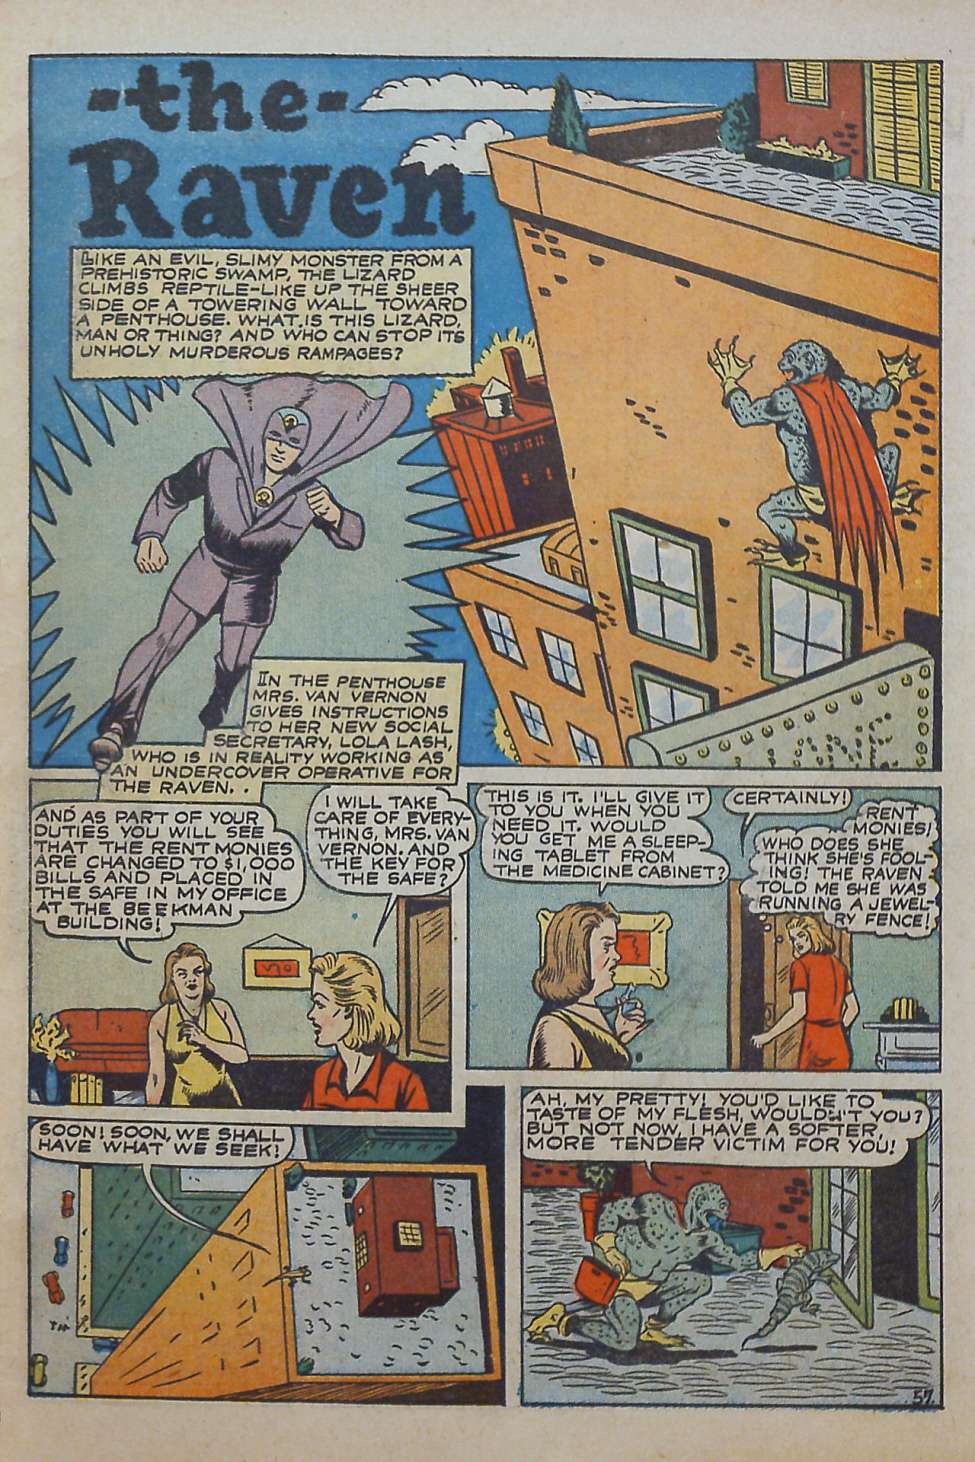 -the-
Raven
LIKE AN EVIL, SLIMY MONSTER FROM A
PREHISTORIC SWAMP, THE LIZARD
CLIMBS REPTILE-LIKE UP THE SHEER
SIDE OF A TOWERING WALL TOWARD
A PENTHOUSE. WHAT IS THIS LIZARD,
MAN OR THING? AND WHO CAN STOP ITS
UNHOLY MURDEROUS RAMPAGES?
IN THE PENTHOUSE
MRS. VAN VERNON
GIVES INSTRUCTIONS
TO HER NEW SOCIAL
SECRETARY, LOLA LASH,
WHO IS IN REALITY WORKING AS
AN UNDERCOVER OPERATIVE FOR
THE RAVEN..
AND AS PART OF YOUR
DUTIES YOU WILL SEE
THAT THE RENT MONIES
ARE CHANGED TO $1,000
BILLS AND PLACED IN
THE SAFE IN MY OFFICE
AT THE BEEKMAN
BUILDING!
I WILL TAKE
CARE OF EVERY-
THING, MRS. VAN
VERNON. AND
THE KEY FOR
THE SAFE?
THIS IS IT. I'LL GIVE IT
TO YOU WHEN YOU
NEED IT. WOULD
YOU GET ME A SLEEP-
ING TABLET FROM
THE MEDICINE CABINET?
CERTAINLY!
RENT
MONIES!
WHO DOES SHE
THINK SHE'S FOOL-
ING! THE RAVEN
TOLD ME SHE WAS
RUNNING A JEWEL-
RY FENCE!
SOON! SOON, WE SHALL
HAVE WHAT WE SEEK!
AH, MY PRETTY! YOU'D LIKE TO
TASTE OF MY FLESH, WOULDN'T YOU?
BUT NOT NOW, I HAVE A SOFTER,
MORE TENDER VICTIM FOR YOU!
57.